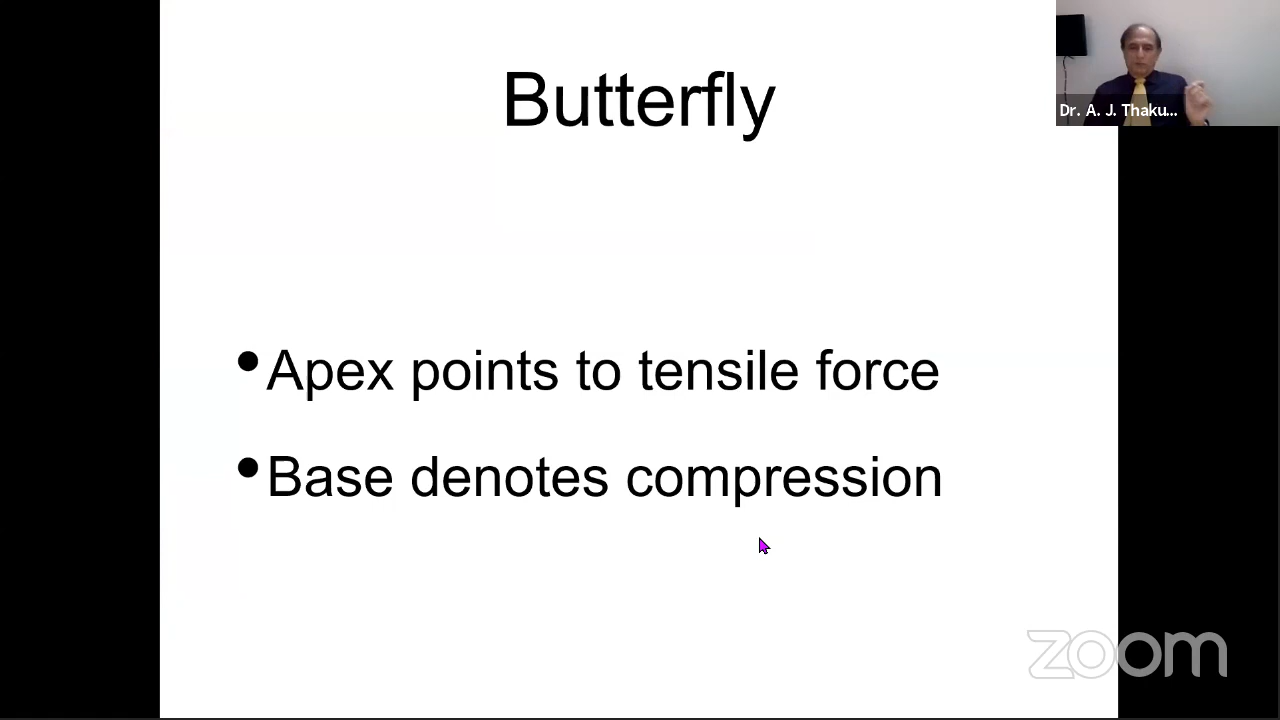 Butterfly
Dr. A. J. Thaku...
• Apex points to tensile force
• Base denotes compression
zoom